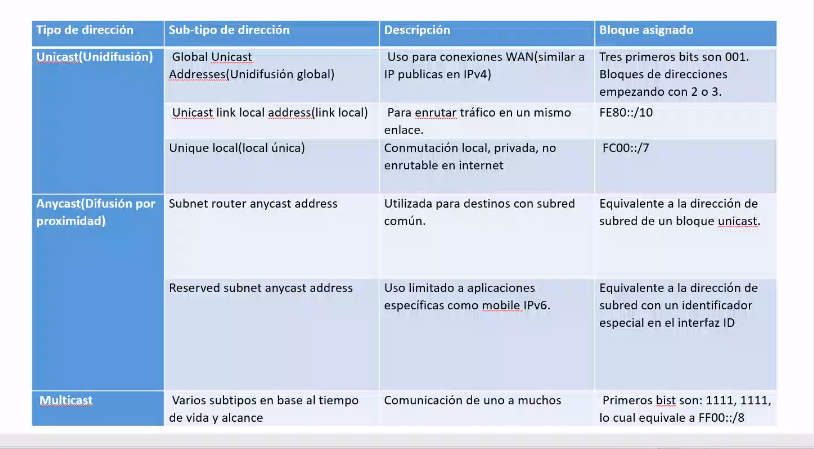 Tipo de dirección
Sub-tipo de dirección
Descripción
Bloque asignado
Unicast(Unidifusión)
Global Unicast
Addresses(Unidifusión global)
Uso para conexiones WAN(similar a
IP publicas en IPv4)
Tres primeros bits son 001.
Bloques de direcciones
empezando con 2 o 3.
Unicast link local address(link local)
Para enrutar tráfico en un mismo
enlace.
FE80::/10
Unique local(local única)
Conmutación local, privada, no
enrutable en internet
FC00::/7
Anycast(Difusión por
proximidad)
Subnet router anycast address
Utilizada para destinos con subred
común.
Equivalente a la dirección de
subred de un bloque unicast.
Reserved subnet anycast address
Uso limitado a aplicaciones
específicas como mobile IPv6.
Equivalente a la dirección de
subred con un identificador
especial en el interfaz ID
Multicast
Varios subtipos en base al tiempo
de vida y alcance
Comunicación de uno a muchos
Primeros bist son: 1111, 1111,
lo cual equivale a FF00::/8